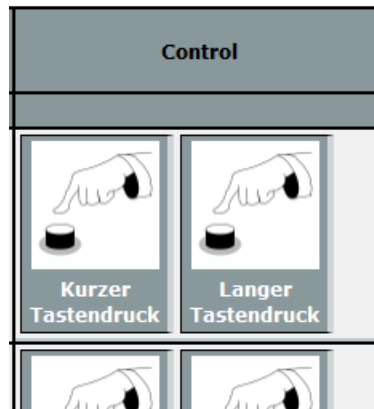 Control
Kurzer
Tastendruck
Langer
Tastendruck